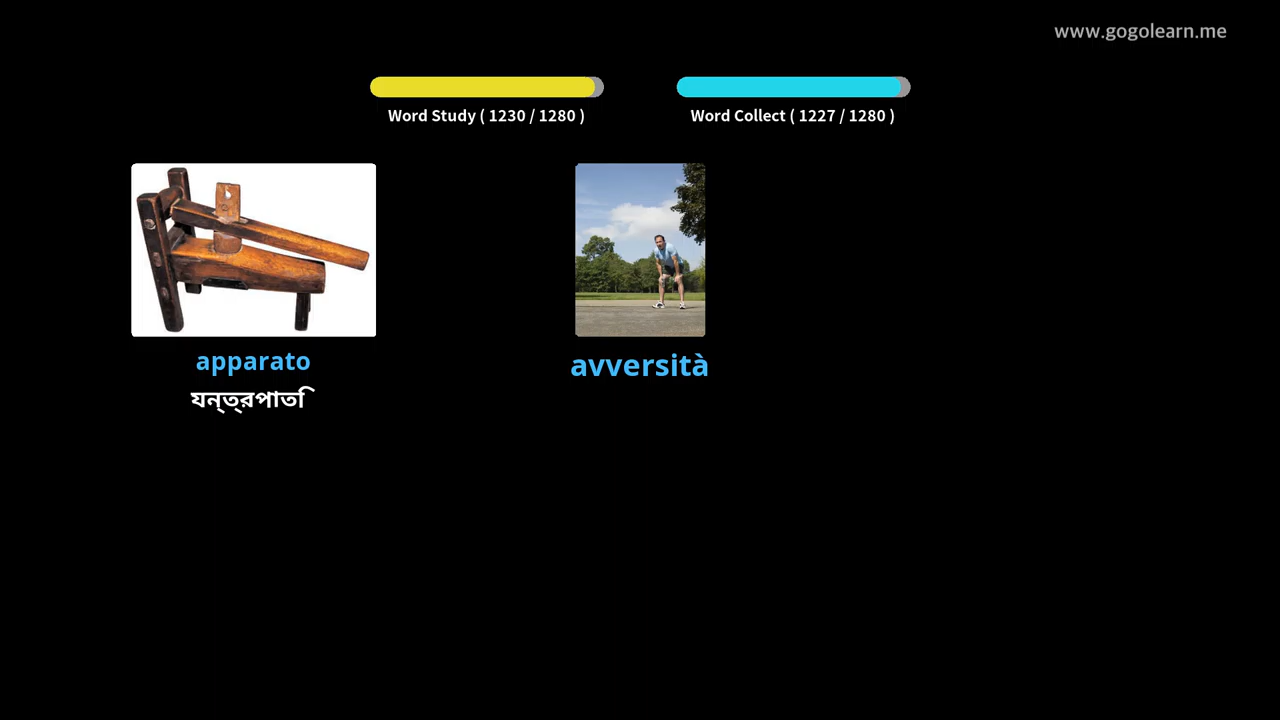 www.gogolearn.me
Word Study ( 1230 / 1280 )
Word Collect ( 1227 / 1280 )
apparato
যন্ত্রপাতি
avversità